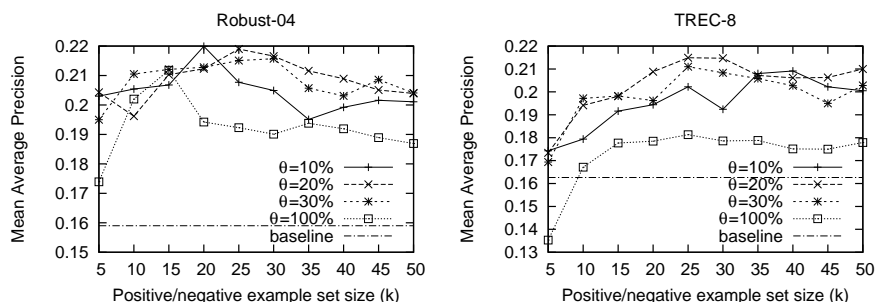 Robust-04
Mean Average Precision
0.22
0.21
0.2
0.19
0.18
0.17
0.16
0.15
θ=10%
θ=20%
θ=30%
θ=100%
baseline
5 10 15 20 25 30 35 40 45 50
Positive/negative example set size (k)
TREC-8
Mean Average Precision
0.22
0.21
0.2
0.19
0.18
0.17
0.16
0.15
0.14
0.13
θ=10%
θ=20%
θ=30%
θ=100%
baseline
5 10 15 20 25 30 35 40 45 50
Positive/negative example set size (k)